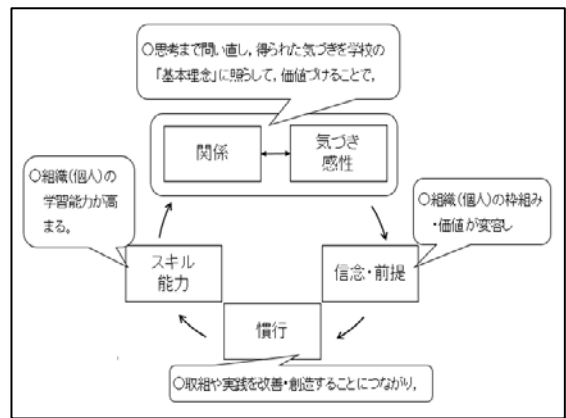 ○思考まで問い直し，得られた気づきを学校の
「基本理念」に照らして，価値づけることで，
関係
気づき
感性
○組織(個人)の
学習能力が高
まる。
○組織(個人)の枠組み
・価値が変容し
スキル
能力
信念・前提
慣行
○取組や実践を改善・創造することにつながり，